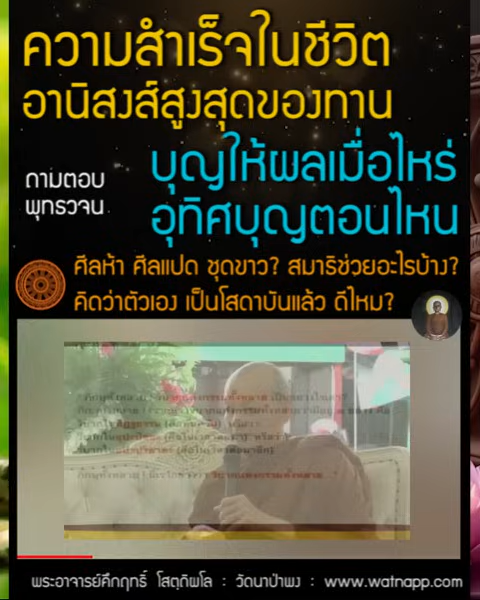 ความสำเร็จในชีวิต
อานิสงส์สูงสุดของทาน
ถามตอบ
พุทธวจน
บุญให้ผลเมื่อไหร่
อุทิศบุญตอนไหน
ศีลห้า ศีลแปด ชุดขาว? สมาธิช่วยอะไรบ้าง?
คิดว่าตัวเอง เป็นโสดาบันแล้ว ดีไหม?
พระอาจารย์คึกฤทธิ์ โสตฺถิผโล : วัดนาป่าพง : www.watnapp.com